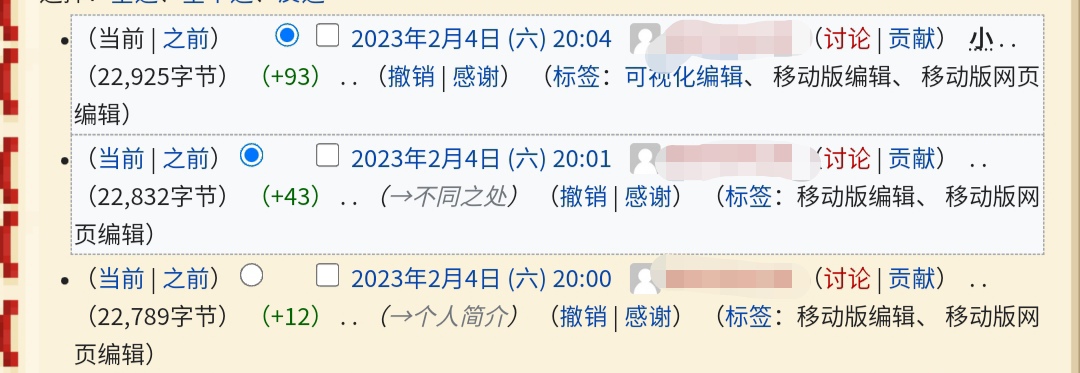 （当前 | 之前） 2023年2月4日 (六) 20:04 （讨论 | 贡献） 小 . .
（22,925字节） （+93） . . （撤销 | 感谢） （标签：可视化编辑、 移动版编辑、 移动版网页
编辑）
（当前 | 之前） 2023年2月4日 (六) 20:01 （讨论 | 贡献） . .
（22,832字节） （+43） . . （→不同之处） （撤销 | 感谢） （标签：移动版编辑、 移动版网
页编辑）
（当前 | 之前） 2023年2月4日 (六) 20:00 （讨论 | 贡献） . .
（22,789字节） （+12） . . （→个人简介） （撤销 | 感谢） （标签：移动版编辑、 移动版网
页编辑）